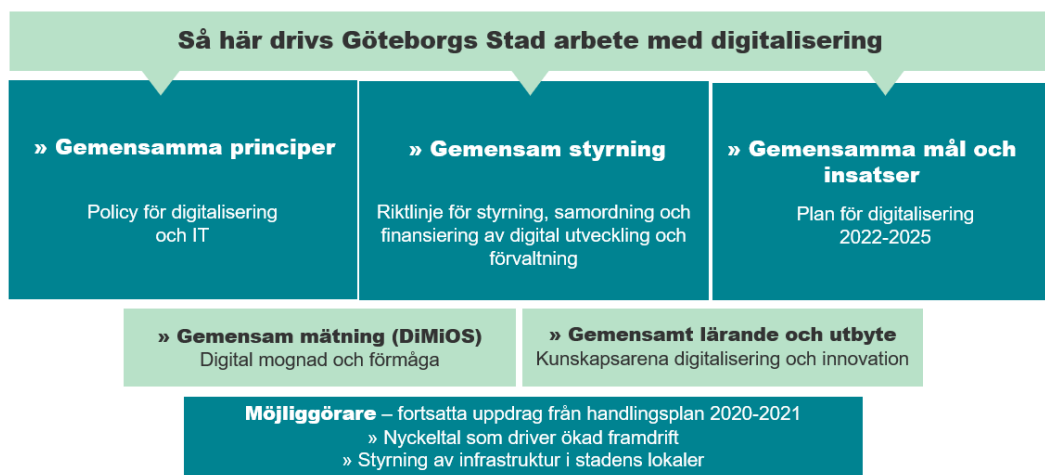 Så här drivs Göteborgs Stad arbete med digitalisering
» Gemensamma principer
Policy för digitalisering
och IT
» Gemensam styrning
Riktlinje för styrning, samordning och
finansiering av digital utveckling och
förvaltning
» Gemensamma mål och
insatser
Plan för digitalisering
2022-2025
» Gemensam mätning (DiMiOS)
Digital mognad och förmåga
» Gemensamt lärande och utbyte
Kunskapsarena digitalisering och innovation
Möjliggörare – fortsatta uppdrag från handlingsplan 2020-2021
» Nyckeltal som driver ökad framdrift
» Styrning av infrastruktur i stadens lokaler